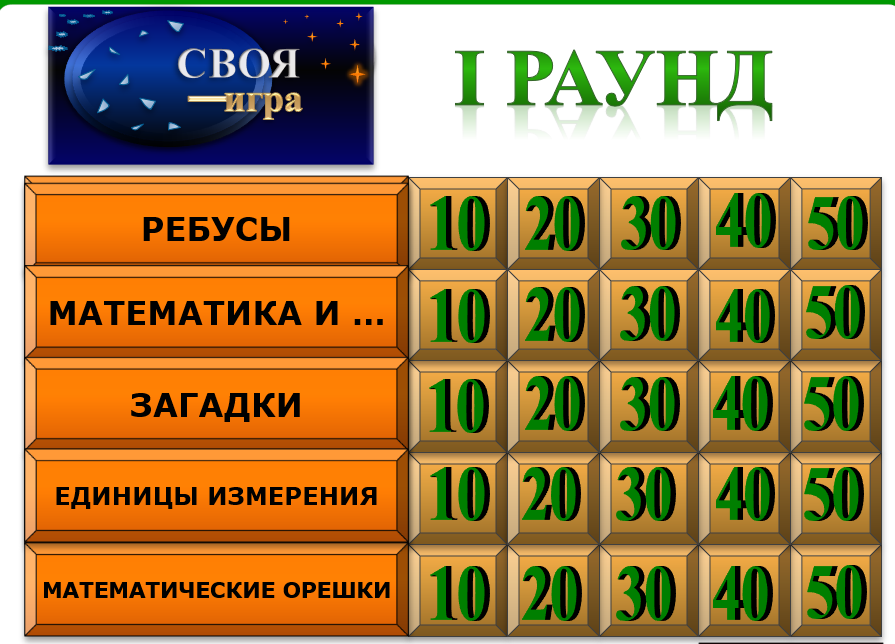 СВОЯ
игра
I РАУНД
РЕБУСЫ 10 20 30 40 50
МАТЕМАТИКА И ... 10 20 30 40 50
ЗАГАДКИ 10 20 30 40 50
ЕДИНИЦЫ ИЗМЕРЕНИЯ 10 20 30 40 50
МАТЕМАТИЧЕСКИЕ ОРЕШКИ 10 20 30 40 50